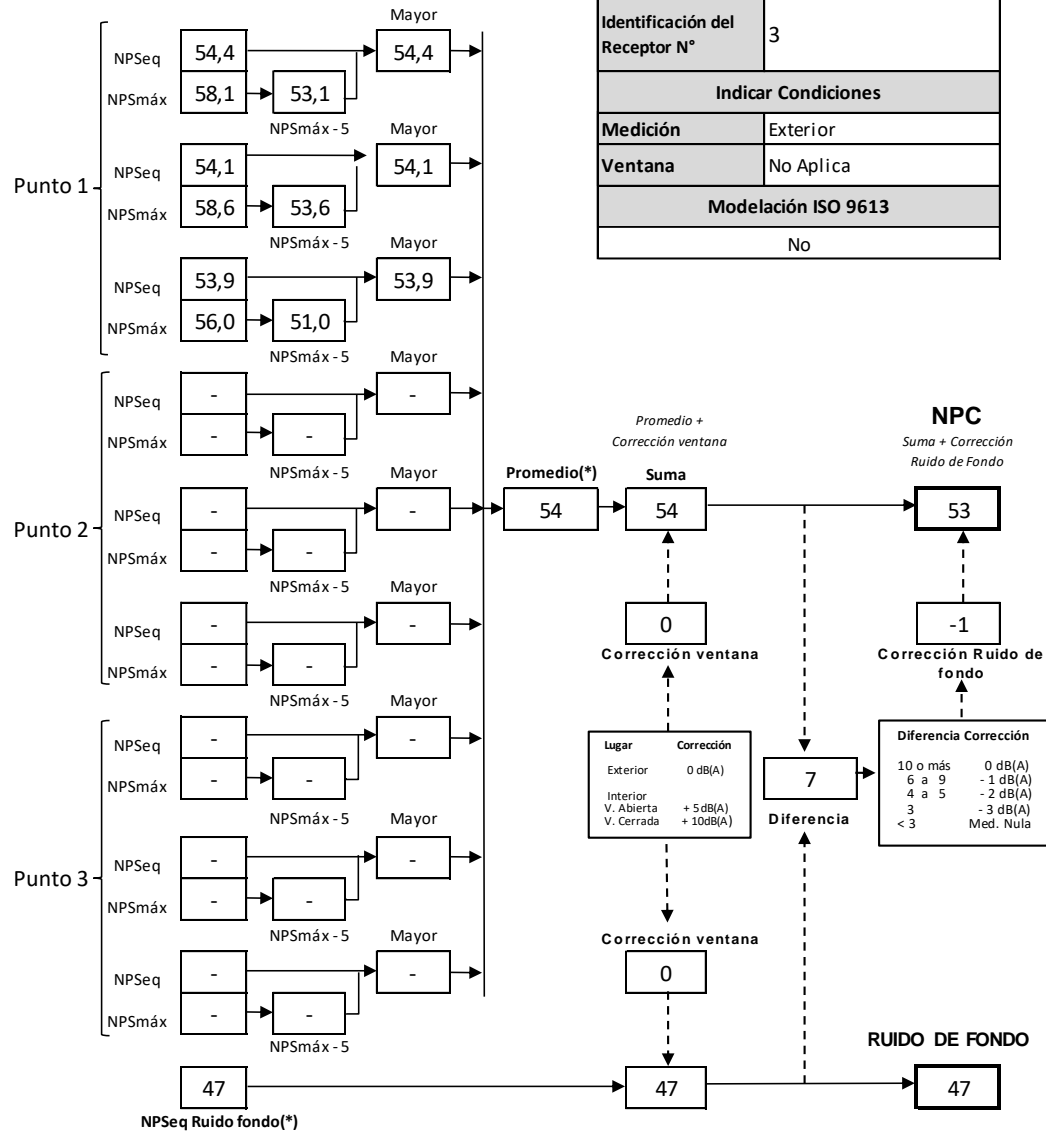 Identificación del
Receptor N°
3
Indicar Condiciones
Medición Exterior
Ventana No Aplica
Modelación ISO 9613
No
Punto 1
Mayor
NPSeq 54,4 54,4
NPSmáx 58,1 53,1
NPSmáx - 5
Mayor
NPSeq 54,1 54,1
NPSmáx 58,6 53,6
NPSmáx - 5
Mayor
NPSeq 53,9 53,9
NPSmáx 56,0 51,0
NPSmáx - 5
Punto 2
Mayor
NPSeq - -
NPSmáx - -
NPSmáx - 5
Mayor
NPSeq - -
NPSmáx - -
NPSmáx - 5
Mayor
NPSeq - -
NPSmáx - -
NPSmáx - 5
Punto 3
Mayor
NPSeq - -
NPSmáx - -
NPSmáx - 5
Mayor
NPSeq - -
NPSmáx - -
NPSmáx - 5
Mayor
NPSeq - -
NPSmáx - -
NPSmáx - 5
47
NPSeq Ruido fondo(*)
Promedio(*)
54
Promedio +
Corrección ventana
Suma
54
0
Corrección ventana
Lugar Corrección
Exterior 0 dB(A)
Interior
V. Abierta + 5dB(A)
V. Cerrada + 10dB(A)
Corrección ventana
0
47
7
Diferencia
NPC
Suma + Corrección
Ruido de Fondo
53
-1
Corrección Ruido de
fondo
Diferencia Corrección
10 o más 0 dB(A)
6 a 9 - 1 dB(A)
4 a 5 - 2 dB(A)
3 - 3 dB(A)
< 3 Med. Nula
RUIDO DE FONDO
47